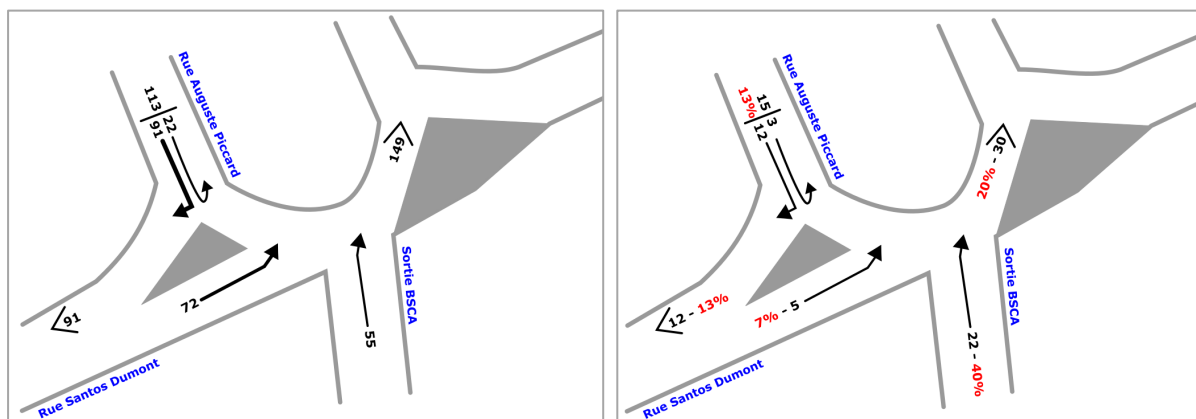 Rue Auguste Piccard
113
22
91
149
Sortie BSCA
72
91
55
Rue Santos Dumont
Rue Auguste Piccard
13%
15
3
12
20% - 30
Sortie BSCA
12 - 13%
7% - 5
22 - 40%
Rue Santos Dumont